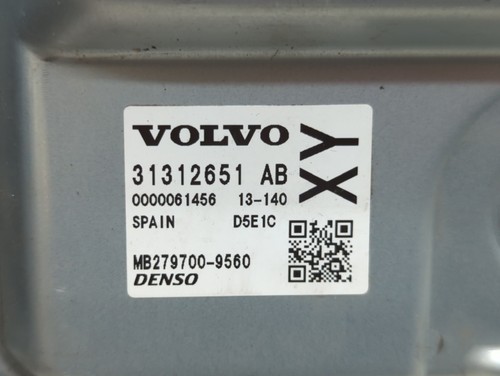 VOLVO
31312651 AB
0000061456 13-140
SPAIN D5E1C
MB279700-9560
DENSO
XY